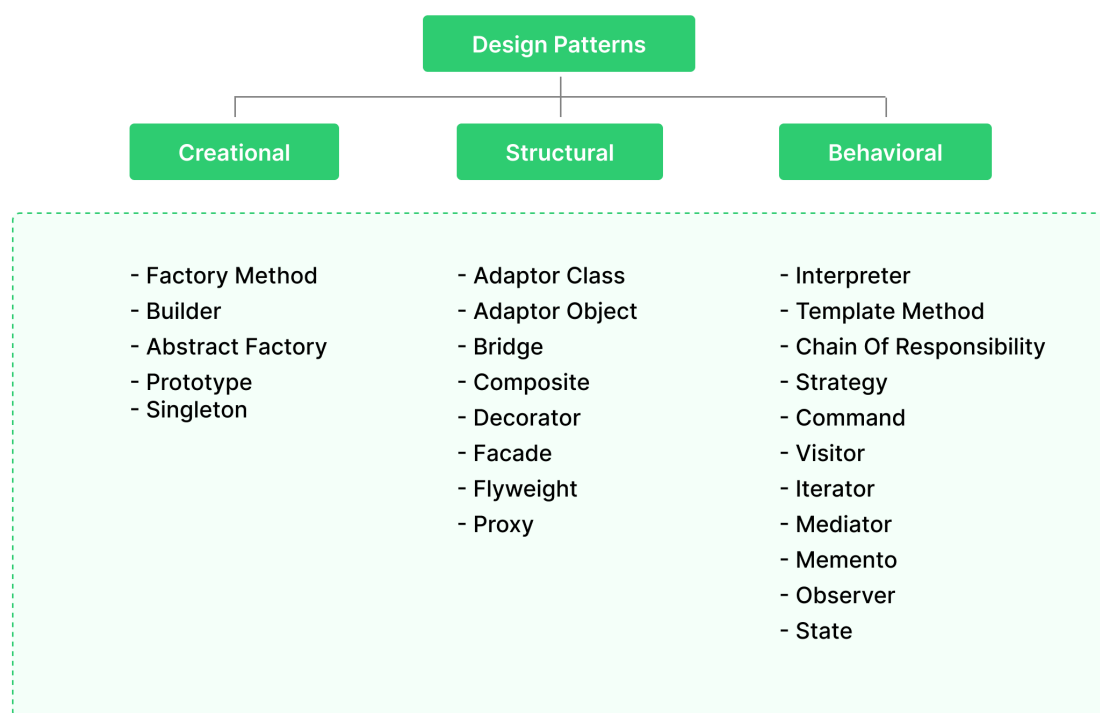 Design Patterns
Creational
Structural
Behavioral
- Factory Method
- Builder
- Abstract Factory
- Prototype
- Singleton
- Adaptor Class
- Adaptor Object
- Bridge
- Composite
- Decorator
- Facade
- Flyweight
- Proxy
- Interpreter
- Template Method
- Chain Of Responsibility
- Strategy
- Command
- Visitor
- Iterator
- Mediator
- Memento
- Observer
- State